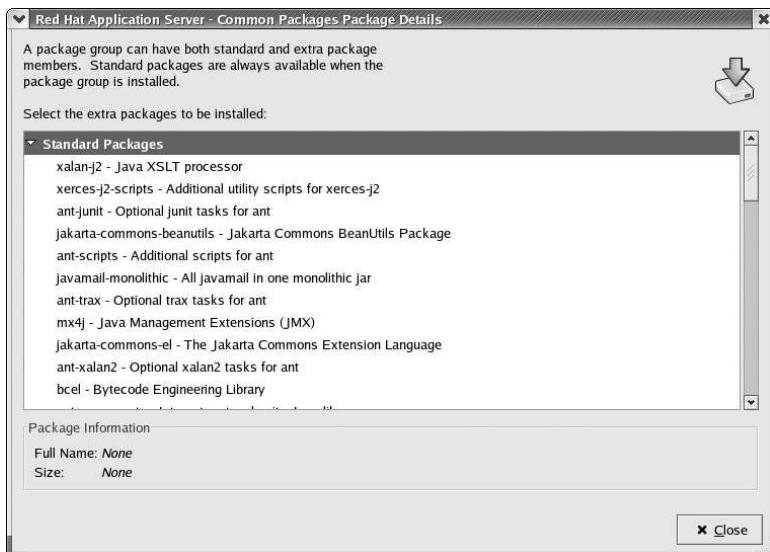 Red Hat Application Server - Common Packages Package Details
A package group can have both standard and extra package
members. Standard packages are always available when the
package group is installed.
Select the extra packages to be installed:
Standard Packages
xalan-j2 - Java XSLT processor
xerces-j2-scripts - Additional utility scripts for xerces-j2
ant-junit - Optional junit tasks for ant
jakarta-commons-beanutils - Jakarta Commons BeanUtils Package
ant-scripts - Additional scripts for ant
javamail-monolithic - All javamail in one monolithic jar
ant-trax - Optional trax tasks for ant
mx4j - Java Management Extensions (JMX)
jakarta-commons-el - The Jakarta Commons Extension Language
ant-xalan2 - Optional xalan2 tasks for ant
bcel - Bytecode Engineering Library
Package Information
Full Name: None
Size: None
Close